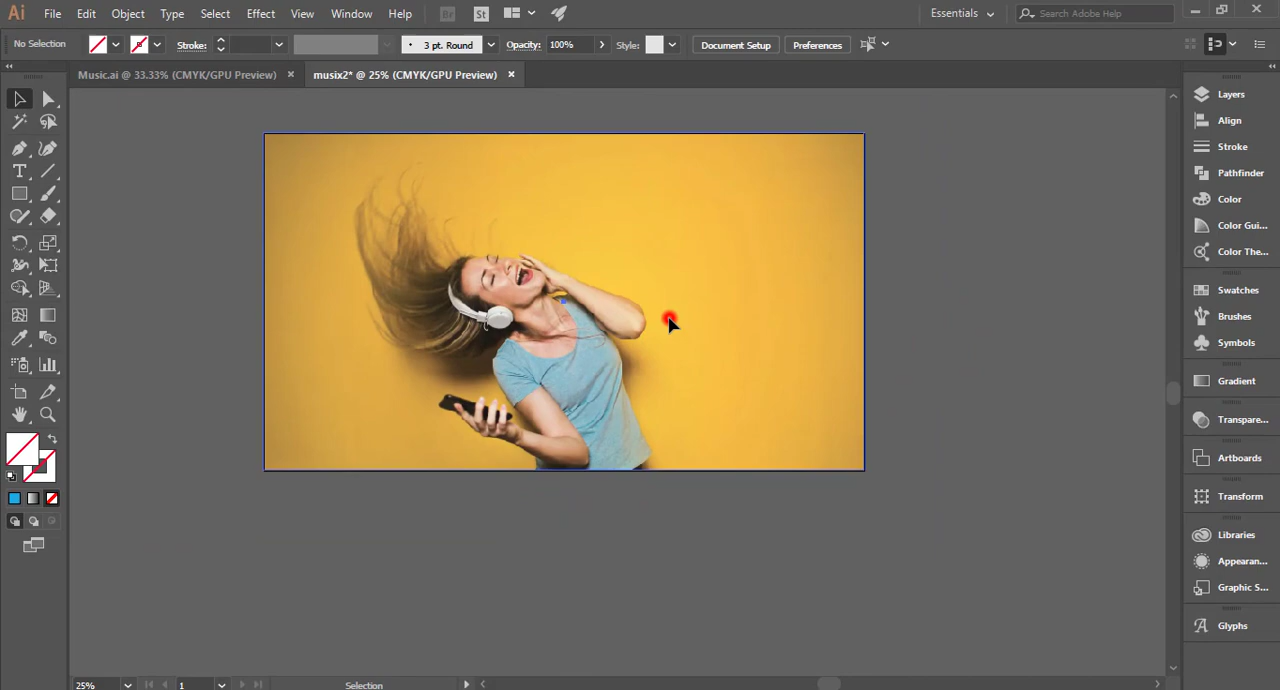 Ai File Edit Object Type Select Effect View Window Help Br St Essentials Search Adobe Help
No Selection Stroke: 3 pt. Round Opacity: 100% Style: Document Setup Preferences
Music.ai @ 33.33% (CMYK/GPU Preview) musix2* @ 25% (CMYK/GPU Preview)
Layers
Align
Stroke
Pathfinder
Color
Color Gui...
Color The...
Swatches
Brushes
Symbols
Gradient
Transpare...
Artboards
Transform
Libraries
Appearan...
Graphic S...
Glyphs
25% 1 Selection